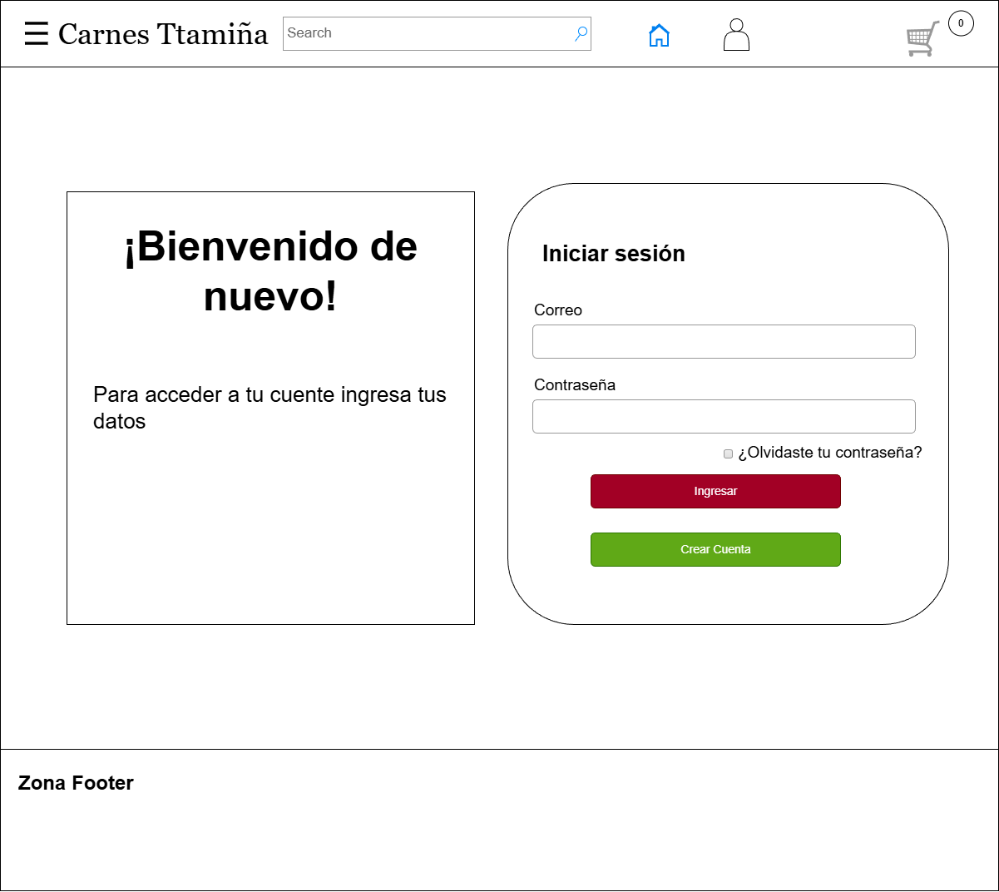 Carnes Ttamiña
Search
0
¡Bienvenido de
nuevo!
Para acceder a tu cuente ingresa tus
datos
Iniciar sesión
Correo
Contraseña
¿Olvidaste tu contraseña?
Ingresar
Crear Cuenta
Zona Footer